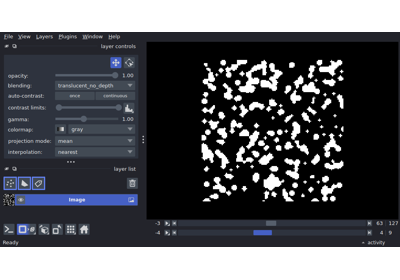 File View Layers Plugins Window Help
layer controls
opacity: 1.00
blending: translucent_no_depth
auto-contrast: once continuous
contrast limits:
gamma: 1.00
colormap: gray
projection mode: mean
interpolation: nearest
layer list
Image
-3 63 127
-4 4 9
Ready activity